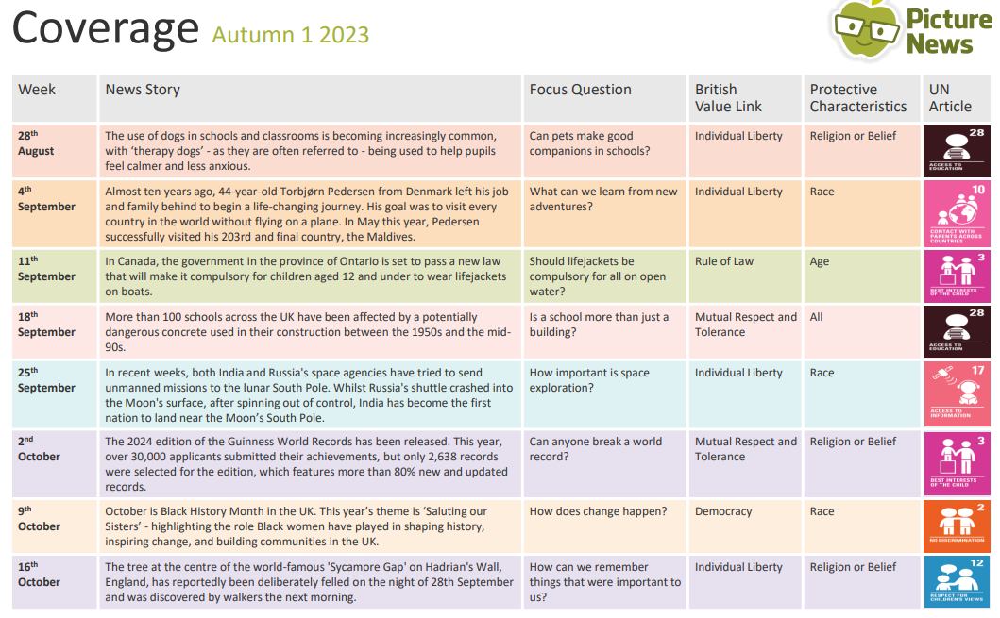 Coverage Autumn 1 2023
Picture
News
Week
News Story
Focus Question
British
Value Link
Protective
Characteristics
UN
Article
28th
August
The use of dogs in schools and classrooms is becoming increasingly common,
with ‘therapy dogs’ - as they are often referred to - being used to help pupils
feel calmer and less anxious.
Can pets make good
companions in schools?
Individual Liberty
Religion or Belief
28
ACCESS TO
EDUCATION
4th
September
Almost ten years ago, 44-year-old Torbjørn Pedersen from Denmark left his job
and family behind to begin a life-changing journey. His goal was to visit every
country in the world without flying on a plane. In May this year, Pedersen
successfully visited his 203rd and final country, the Maldives.
What can we learn from new
adventures?
Individual Liberty
Race
10
CONTACT WITH
PARENTS ACROSS
COUNTRIES
11th
September
In Canada, the government in the province of Ontario is set to pass a new law
that will make it compulsory for children aged 12 and under to wear lifejackets
on boats.
Should lifejackets be
compulsory for all on open
water?
Rule of Law
Age
3
BEST INTERESTS
OF THE CHILD
18th
September
More than 100 schools across the UK have been affected by a potentially
dangerous concrete used in their construction between the 1950s and the mid-
90s.
Is a school more than just a
building?
Mutual Respect and
Tolerance
All
28
ACCESS TO
EDUCATION
25th
September
In recent weeks, both India and Russia's space agencies have tried to send
unmanned missions to the lunar South Pole. Whilst Russia's shuttle crashed into
the Moon's surface, after spinning out of control, India has become the first
nation to land near the Moon’s South Pole.
How important is space
exploration?
Individual Liberty
Race
17
ACCESS TO
INFORMATION
2nd
October
The 2024 edition of the Guinness World Records has been released. This year,
over 30,000 applicants submitted their achievements, but only 2,638 records
were selected for the edition, which features more than 80% new and updated
records.
Can anyone break a world
record?
Mutual Respect and
Tolerance
Religion or Belief
3
BEST INTERESTS
OF THE CHILD
9th
October
October is Black History Month in the UK. This year’s theme is ‘Saluting our
Sisters’ - highlighting the role Black women have played in shaping history,
inspiring change, and building communities in the UK.
How does change happen?
Democracy
Race
2
NO DISCRIMINATION
16th
October
The tree at the centre of the world-famous 'Sycamore Gap' on Hadrian's Wall,
England, has reportedly been deliberately felled on the night of 28th September
and was discovered by walkers the next morning.
How can we remember
things that were important to
us?
Individual Liberty
Religion or Belief
12
RESPECT FOR
CHILDREN'S VIEWS